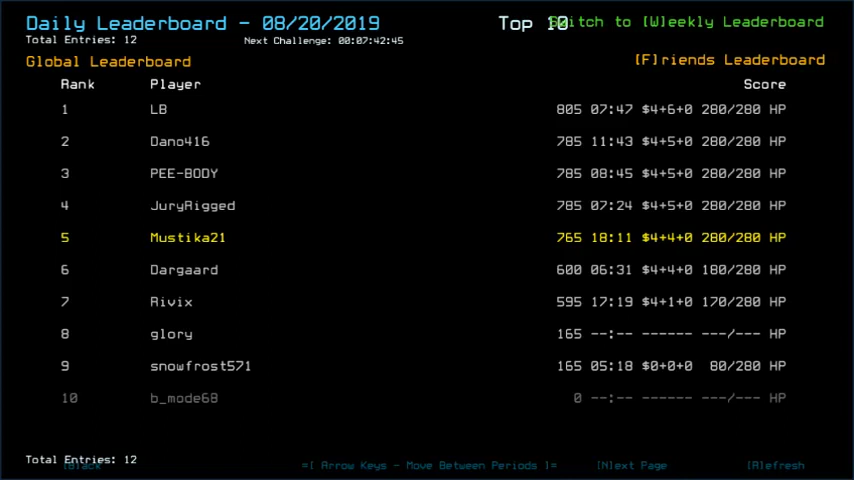 Daily Leaderboard - 08/20/2019 Top 10 Switch to [W]eekly Leaderboard
Total Entries: 12 Next Challenge: 00:07:42:45
Global Leaderboard [F]riends Leaderboard
Rank Player Score
1 LB 805 07:47 $4+6+0 280/280 HP
2 Dano416 785 11:43 $4+5+0 280/280 HP
3 PEE-BODY 785 08:45 $4+5+0 280/280 HP
4 JuryRigged 785 07:24 $4+5+0 280/280 HP
5 Mustika21 765 18:11 $4+4+0 280/280 HP
6 Dargaard 600 06:31 $4+4+0 180/280 HP
7 Rivix 595 17:19 $4+1+0 170/280 HP
8 glory 165 --:-- ------ ---/--- HP
9 snowfrost571 165 05:18 $0+0+0 80/280 HP
10 b_mode68 0 --:-- ------ ---/--- HP
Total Entries: 12
[B]ack =[ Arrow Keys - Move Between Periods ]= [N]ext Page [R]efresh